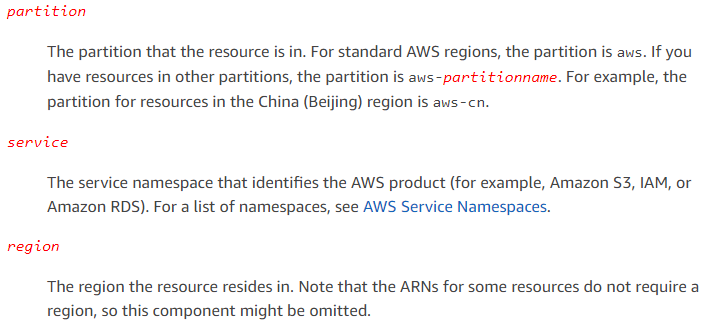 partition
The partition that the resource is in. For standard AWS regions, the partition is aws. If you
have resources in other partitions, the partition is aws-partitionname. For example, the
partition for resources in the China (Beijing) region is aws-cn.
service
The service namespace that identifies the AWS product (for example, Amazon S3, IAM, or
Amazon RDS). For a list of namespaces, see AWS Service Namespaces.
region
The region the resource resides in. Note that the ARNs for some resources do not require a
region, so this component might be omitted.